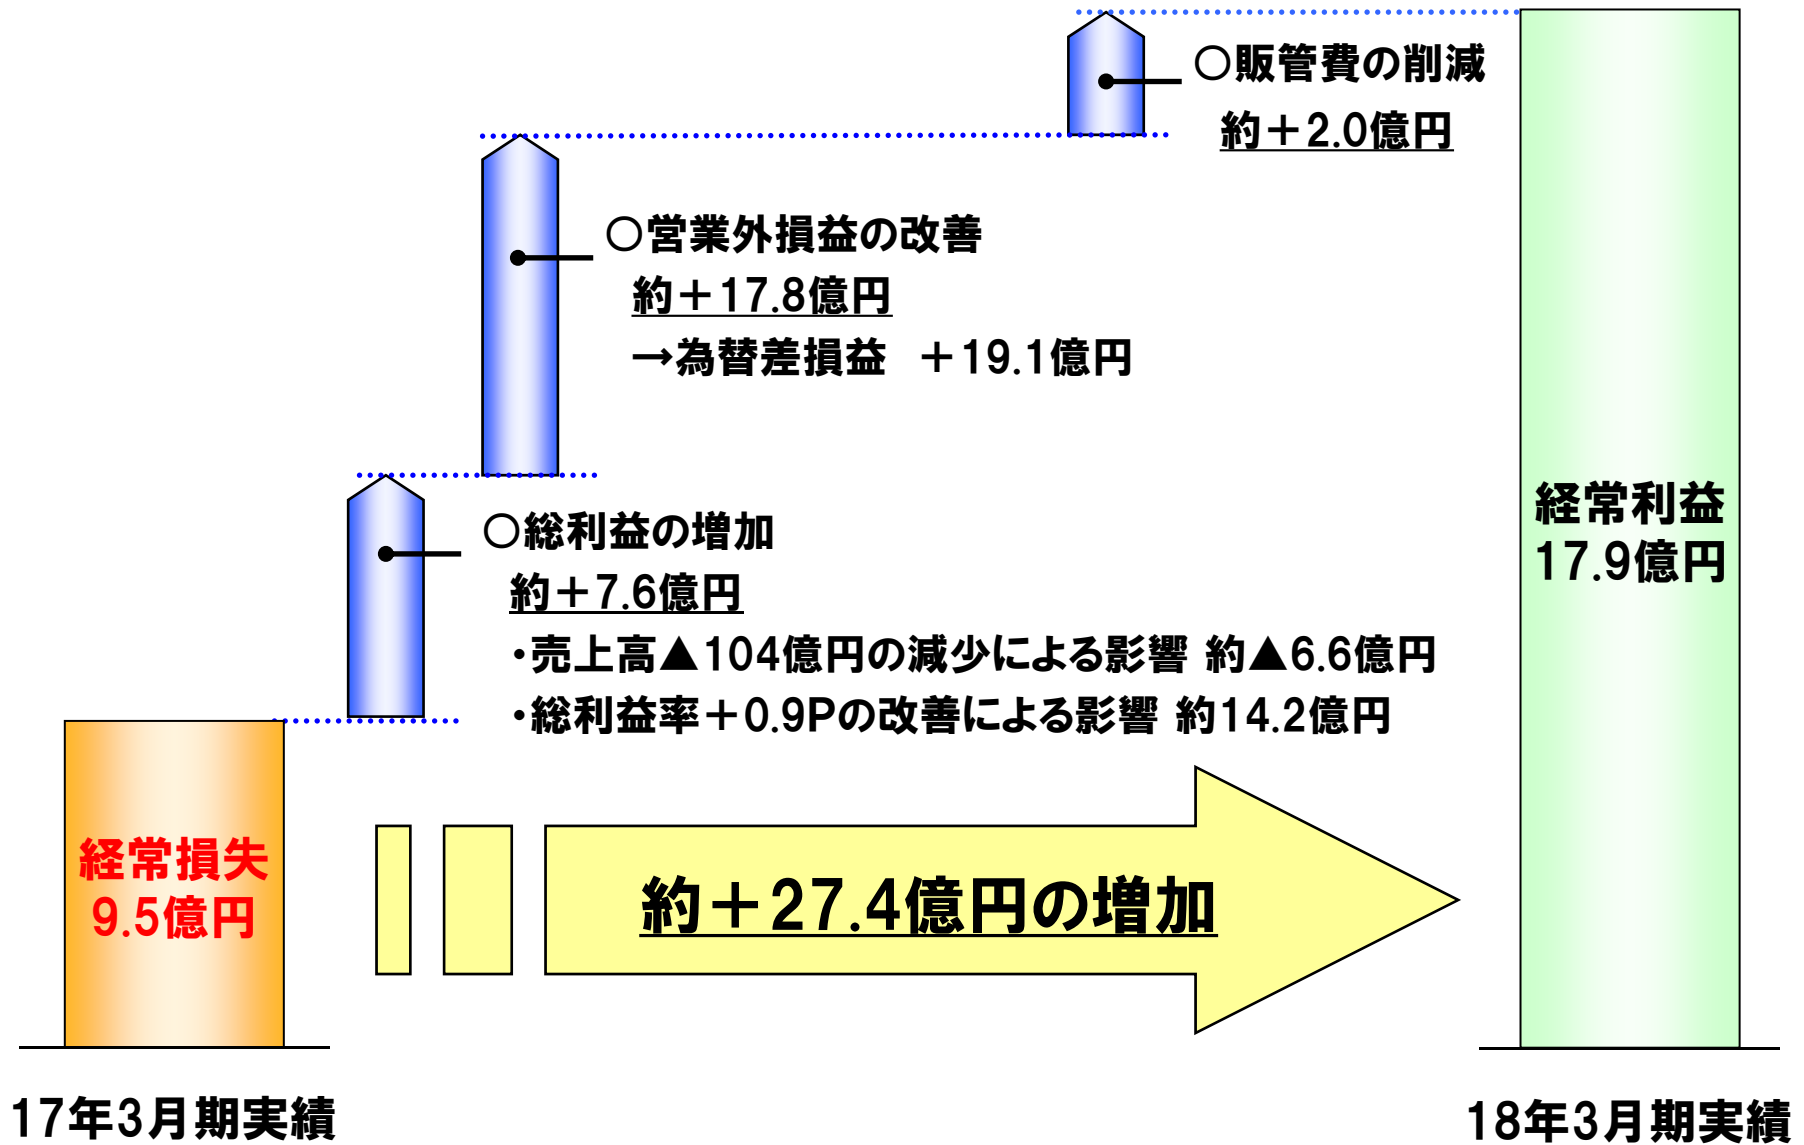 ○販管費の削減
約＋2.0億円
○営業外損益の改善
約＋17.8億円
→為替差損益　＋19.1億円
○総利益の増加
約＋7.6億円
・売上高▲104億円の減少による影響 約▲6.6億円
・総利益率＋0.9Pの改善による影響 約14.2億円
経常利益
17.9億円
経常損失
9.5億円
約＋27.4億円の増加
17年3月期実績
18年3月期実績